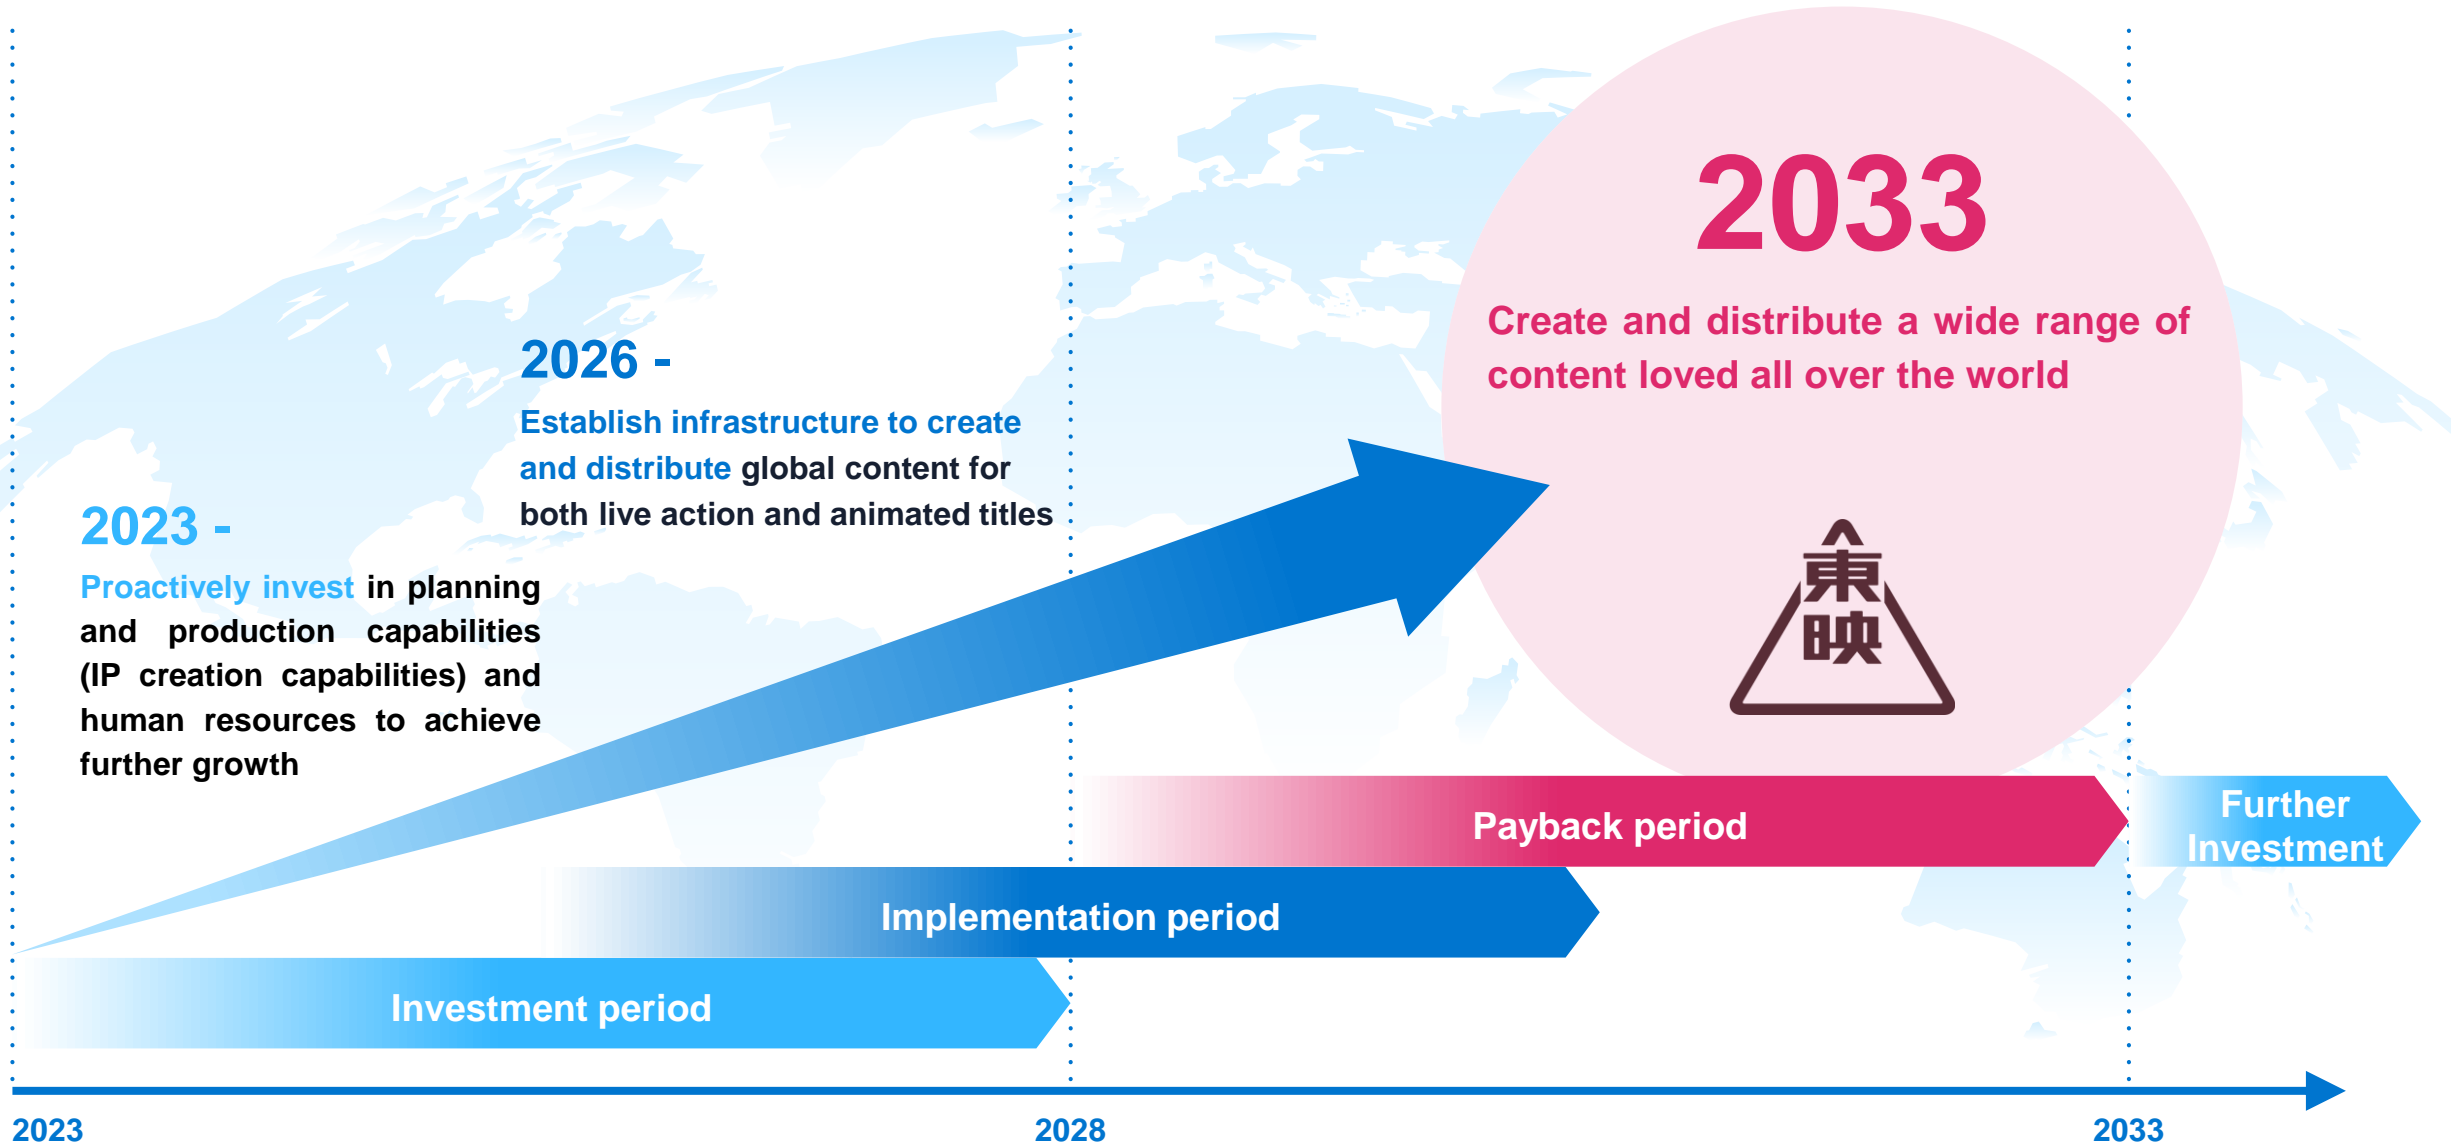 2033
Create and distribute a wide range of
content loved all over the world
2026 -
Establish infrastructure to create
and distribute global content for
both live action and animated titles
2023 -
Proactively invest in planning
and production capabilities
(IP creation capabilities) and
human resources to achieve
further growth
東
映
Payback period
Further
Investment
Implementation period
Investment period
2023
2028
2033